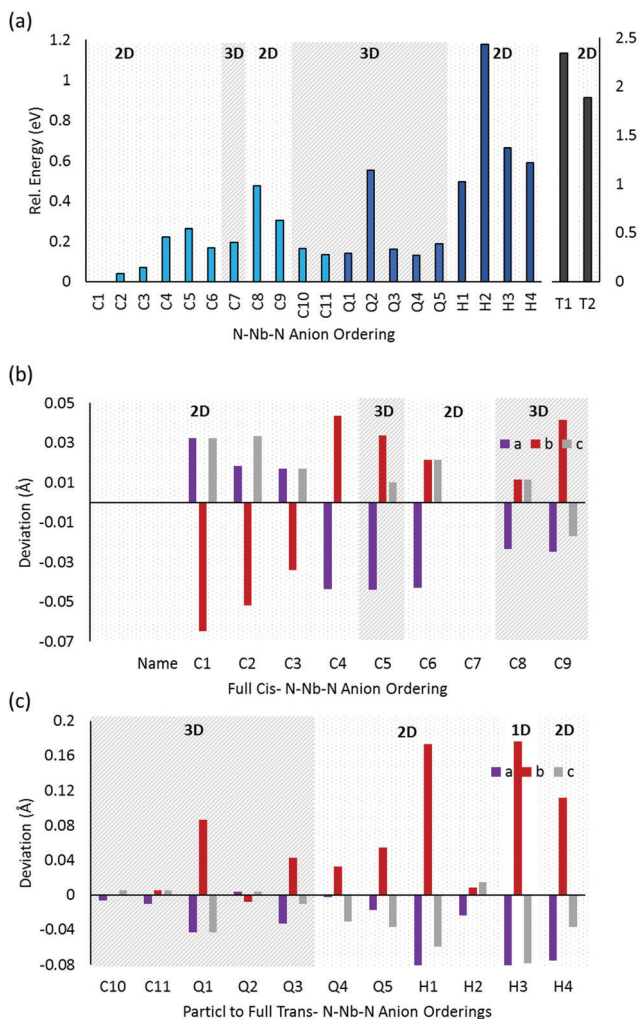 (a)
2D 3D 2D 3D 2D 2D
1.2
1
0.8
0.6
0.4
0.2
0
Rel. Energy (eV)
2.5
2
1.5
1
0.5
0
C1 C2 C3 C4 C5 C6 C7 C8 C9 C10 C11 Q1 Q2 Q3 Q4 Q5 H1 H2 H3 H4 T1 T2
N-Nb-N Anion Ordering
(b)
2D 3D 2D 3D
a b c
0.05
0.03
0.01
-0.01
-0.03
-0.05
-0.07
Deviation (Å)
Name C1 C2 C3 C4 C5 C6 C7 C8 C9
Full Cis- N-Nb-N Anion Ordering
(c)
3D 2D 1D 2D
a b c
0.2
0.16
0.12
0.08
0.04
0
-0.04
-0.08
Deviation (Å)
C10 C11 Q1 Q2 Q3 Q4 Q5 H1 H2 H3 H4
Particl to Full Trans- N-Nb-N Anion Orderings